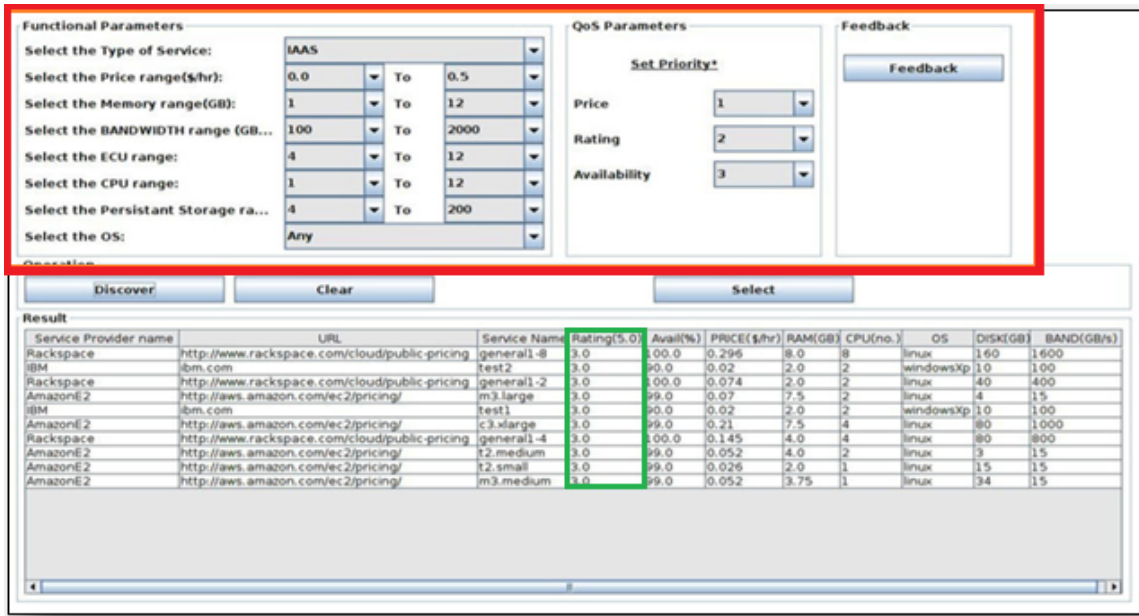 Functional Parameters
Select the Type of Service: IAAS
Select the Price range($/hr): 0.0 To 0.5
Select the Memory range(GB): 1 To 12
Select the BANDWIDTH range (GB... 100 To 2000
Select the ECU range: 4 To 12
Select the CPU range: 1 To 12
Select the Persistant Storage ra... 4 To 200
Select the OS: Any
QoS Parameters
Set Priority*
Price 1
Rating 2
Availability 3
Feedback
Feedback
Operation
Discover Clear Select
Result
Service Provider name URL Service Name Rating(5.0) Avail(%) PRICE($/hr) RAM(GB) CPU(no.) OS DISK(GB) BAND(GB/s)
Rackspace http://www.rackspace.com/cloud/public-pricing general1-8 3.0 100.0 0.296 8.0 8 linux 160 1600
IBM ibm.com test2 3.0 90.0 0.02 2.0 2 windowsXp 10 100
Rackspace http://www.rackspace.com/cloud/public-pricing general1-2 3.0 100.0 0.074 2.0 2 linux 40 400
AmazonE2 http://aws.amazon.com/ec2/pricing/ m3.large 3.0 99.0 0.07 7.5 2 linux 4 15
IBM ibm.com test1 3.0 90.0 0.02 2.0 2 windowsXp 10 100
AmazonE2 http://aws.amazon.com/ec2/pricing/ c3.xlarge 3.0 99.0 0.21 7.5 4 linux 80 1000
Rackspace http://www.rackspace.com/cloud/public-pricing general1-4 3.0 100.0 0.145 4.0 4 linux 80 800
AmazonE2 http://aws.amazon.com/ec2/pricing/ t2.medium 3.0 99.0 0.052 4.0 2 linux 3 15
AmazonE2 http://aws.amazon.com/ec2/pricing/ t2.small 3.0 99.0 0.026 2.0 1 linux 15 15
AmazonE2 http://aws.amazon.com/ec2/pricing/ m3.medium 3.0 99.0 0.052 3.75 1 linux 34 15